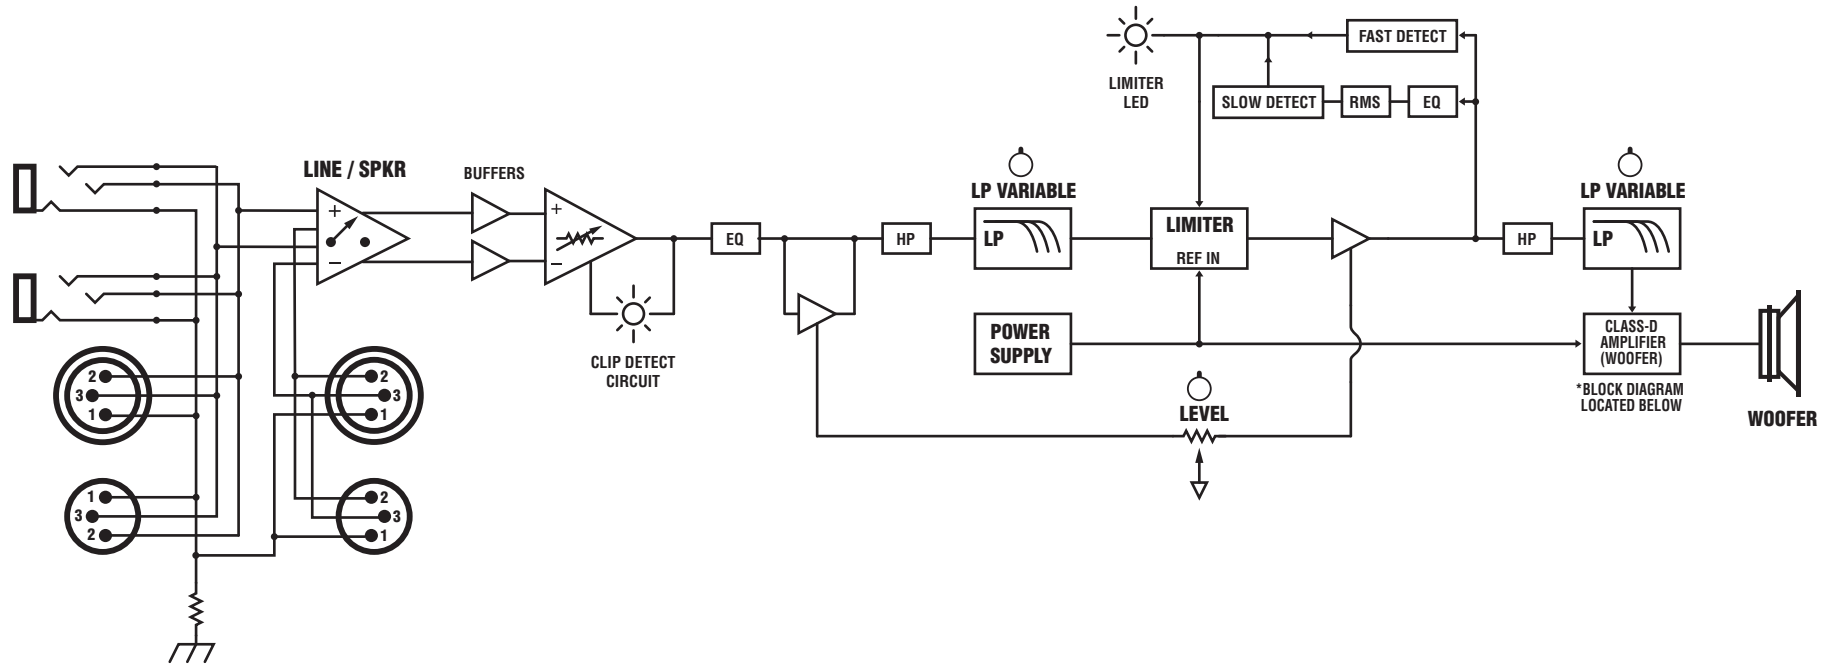 LIMITER
LED
FAST DETECT
SLOW DETECT
RMS
EQ
LINE / SPKR
BUFFERS
+
−
+
−
EQ
HP
LP VARIABLE
LP
LIMITER
REF IN
HP
LP VARIABLE
LP
CLIP DETECT
CIRCUIT
POWER
SUPPLY
CLASS-D
AMPLIFIER
(WOOFER)
*BLOCK DIAGRAM
LOCATED BELOW
WOOFER
LEVEL
2
3
1
2
3
1
1
3
2
2
3
1